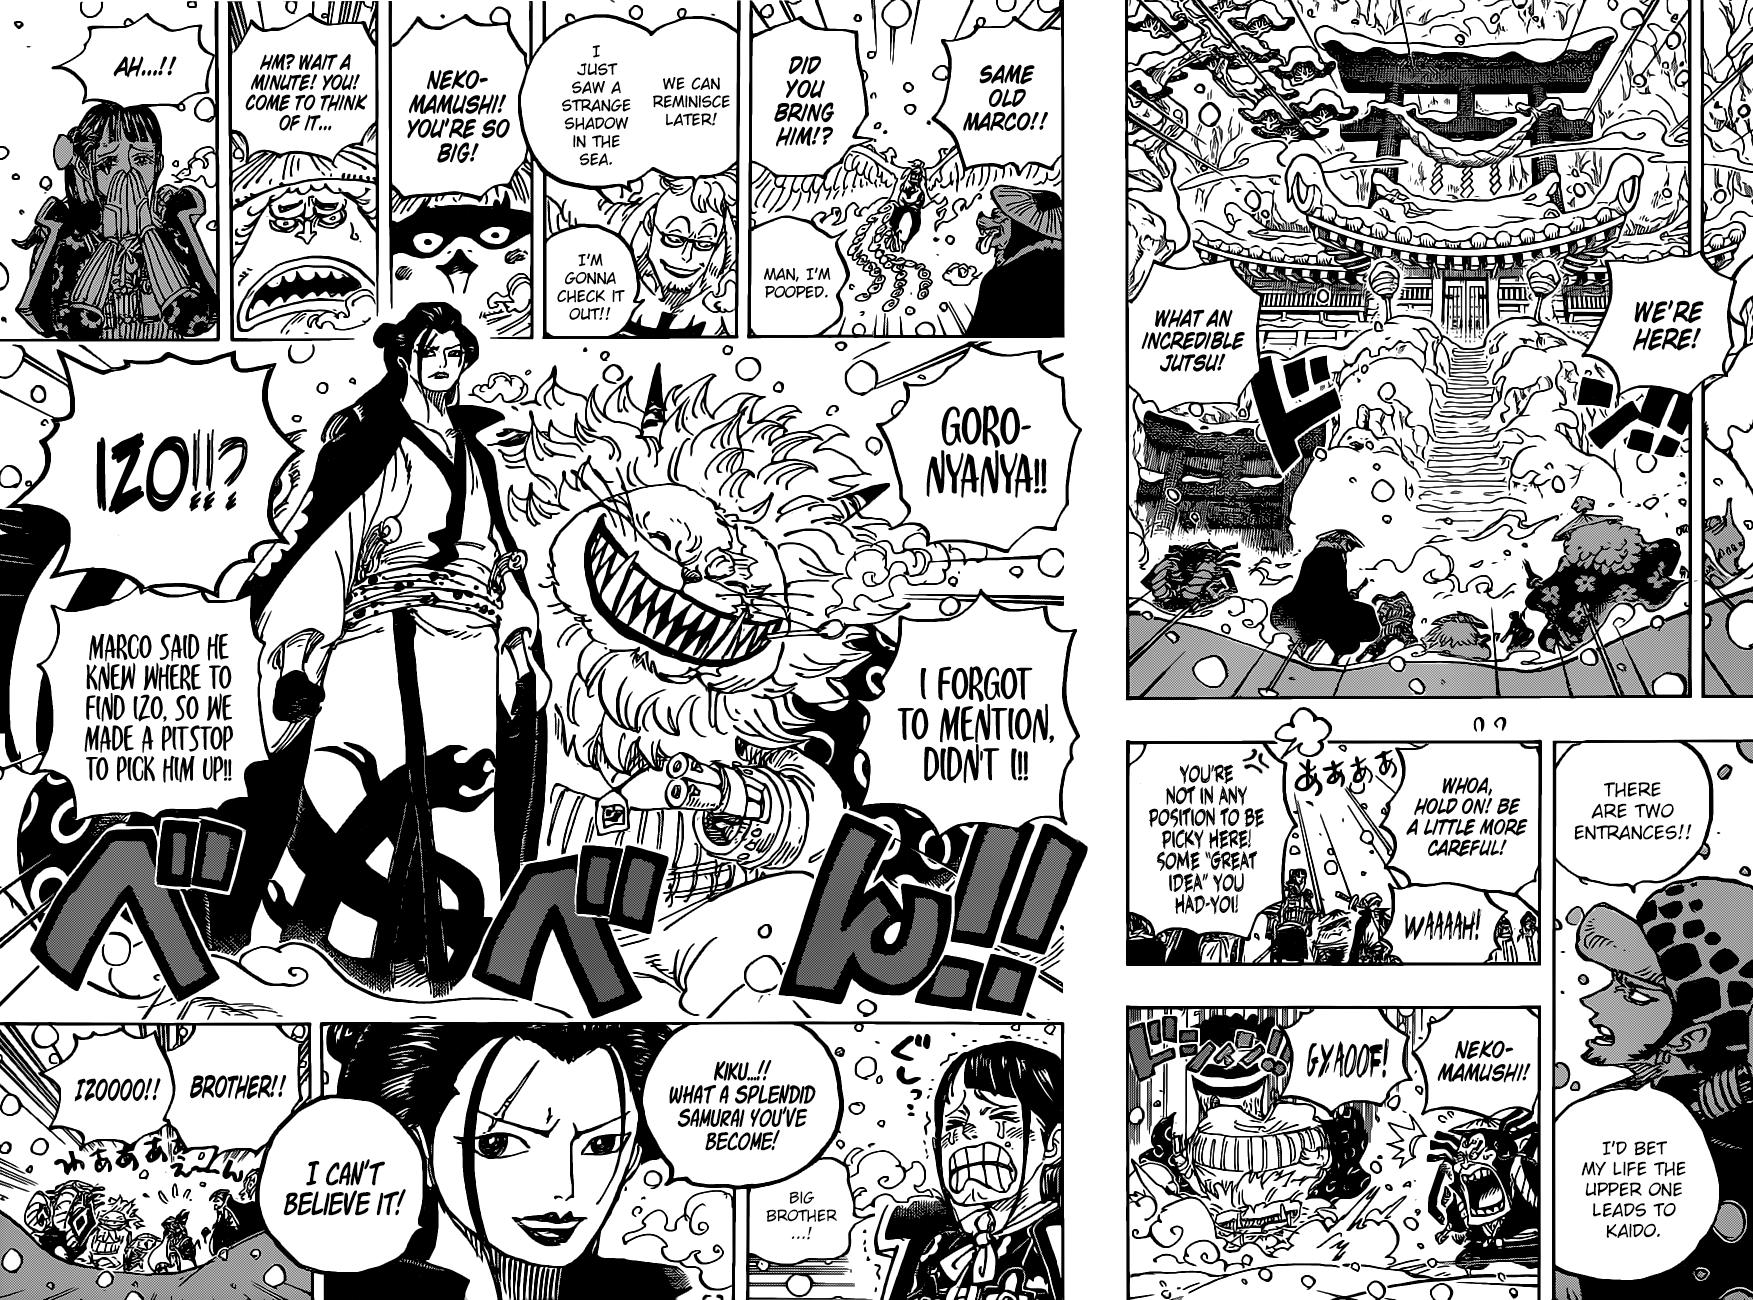 WE'RE
HERE!
WHAT AN
INCREDIBLE
JUTSU!
ドン!!
THERE
ARE TWO
ENTRANCES!!
I'D BET
MY LIFE THE
UPPER ONE
LEADS TO
KAIDO.
WHOA,
HOLD ON! BE
A LITTLE MORE
CAREFUL!
WAAAAH!
ああああ
YOU'RE
NOT IN ANY
POSITION TO BE
PICKY HERE!
SOME "GREAT
IDEA" YOU
HAD-YO!
NEKO-
MAMUSHI!
GYAOOF!
SAME
OLD
MARCO!!
DID
YOU
BRING
HIM!?
MAN, I'M
POOPED.
WE CAN
REMINISCE
LATER!
I
JUST
SAW A
STRANGE
SHADOW
IN THE
SEA.
I'M
GONNA
CHECK IT
OUT!!
NEKO-
MAMUSHI!
YOU'RE SO
BIG!
HM? WAIT A
MINUTE! YOU!
COME TO THINK
OF IT...
AH...!!
GORO-
NYANYA!!
I FORGOT
TO MENTION,
DIDN'T I!!
IZO!!?
MARCO SAID HE
KNEW WHERE TO
FIND IZO, SO WE
MADE A PITSTOP
TO PICK HIM UP!!
べべん!!
BIG
BROTHER
...!
KIKU...!!
WHAT A SPLENDID
SAMURAI YOU'VE
BECOME!
I CAN'T
BELIEVE IT!
BROTHER!!
IZOOOO!!